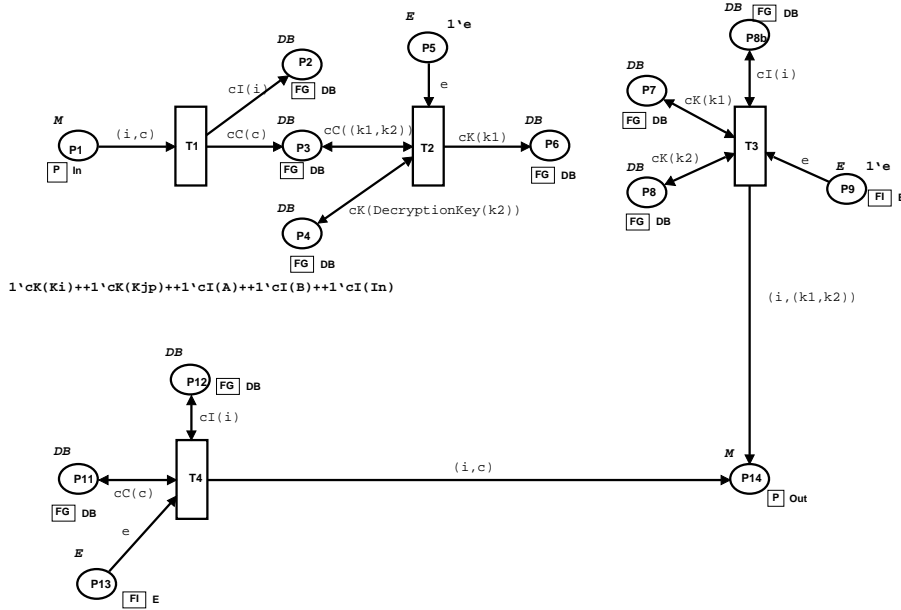 DB FG DB
P8b
E 1`e
P5
DB
P2
cI(i)
FG DB
e
cI(i)
DB
P7
cK(k1)
FG DB
M
P1
(i,c)
P In
T1
cC(c)
DB
P3
FG DB
cC((k1,k2))
T2
cK(k1)
DB
P6
FG DB
T3
DB
P8
cK(k2)
FG DB
e
E 1`e
P9
FI E
DB
P4
cK(DecryptionKey(k2))
FG DB
1`cK(Ki)++1`cK(Kjp)++1`cI(A)++1`cI(B)++1`cI(In)
(i,(k1,k2))
DB
P12
FG DB
cI(i)
DB
P11
cC(c)
FG DB
T4
(i,c)
M
P14
P Out
e
E
P13
FI E